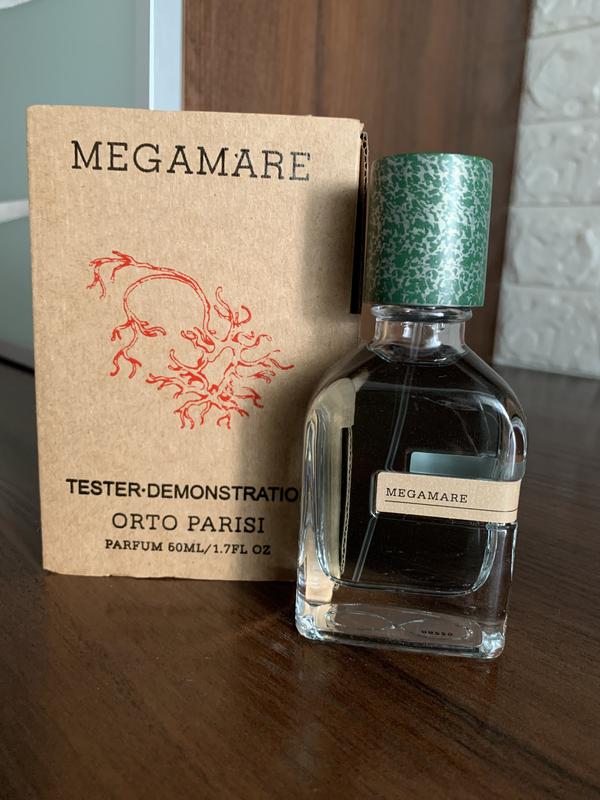 MEGAMARE
TESTER·DEMONSTRATIO
ORTO PARISI
PARFUM 50ML/1.7FL OZ
MEGAMARE